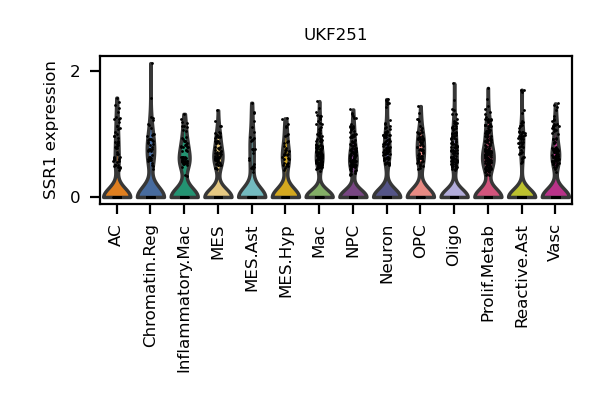 UKF251
SSR1 expression
2
0
AC
Chromatin.Reg
Inflammatory.Mac
MES
MES.Ast
MES.Hyp
Mac
NPC
Neuron
OPC
Oligo
Prolif.Metab
Reactive.Ast
Vasc